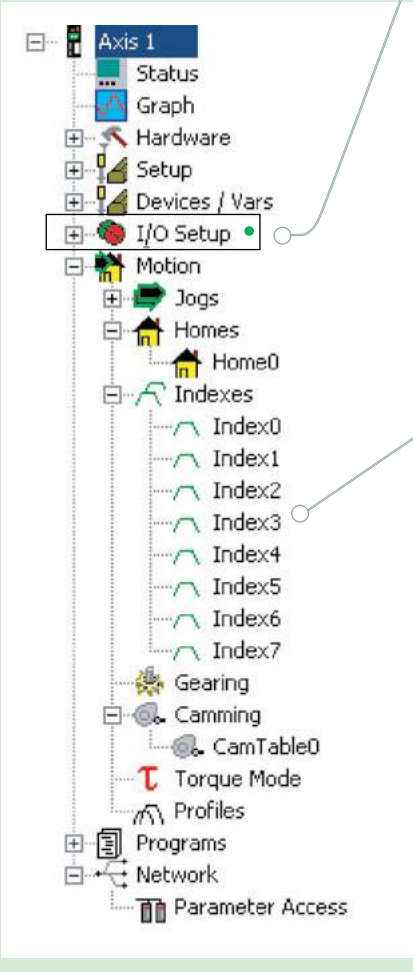 Axis 1
Status
Graph
Hardware
Setup
Devices / Vars
I/O Setup
Motion
Jogs
Homes
Home0
Indexes
Index0
Index1
Index2
Index3
Index4
Index5
Index6
Index7
Gearing
Camming
CamTable0
Torque Mode
Profiles
Programs
Network
Parameter Access